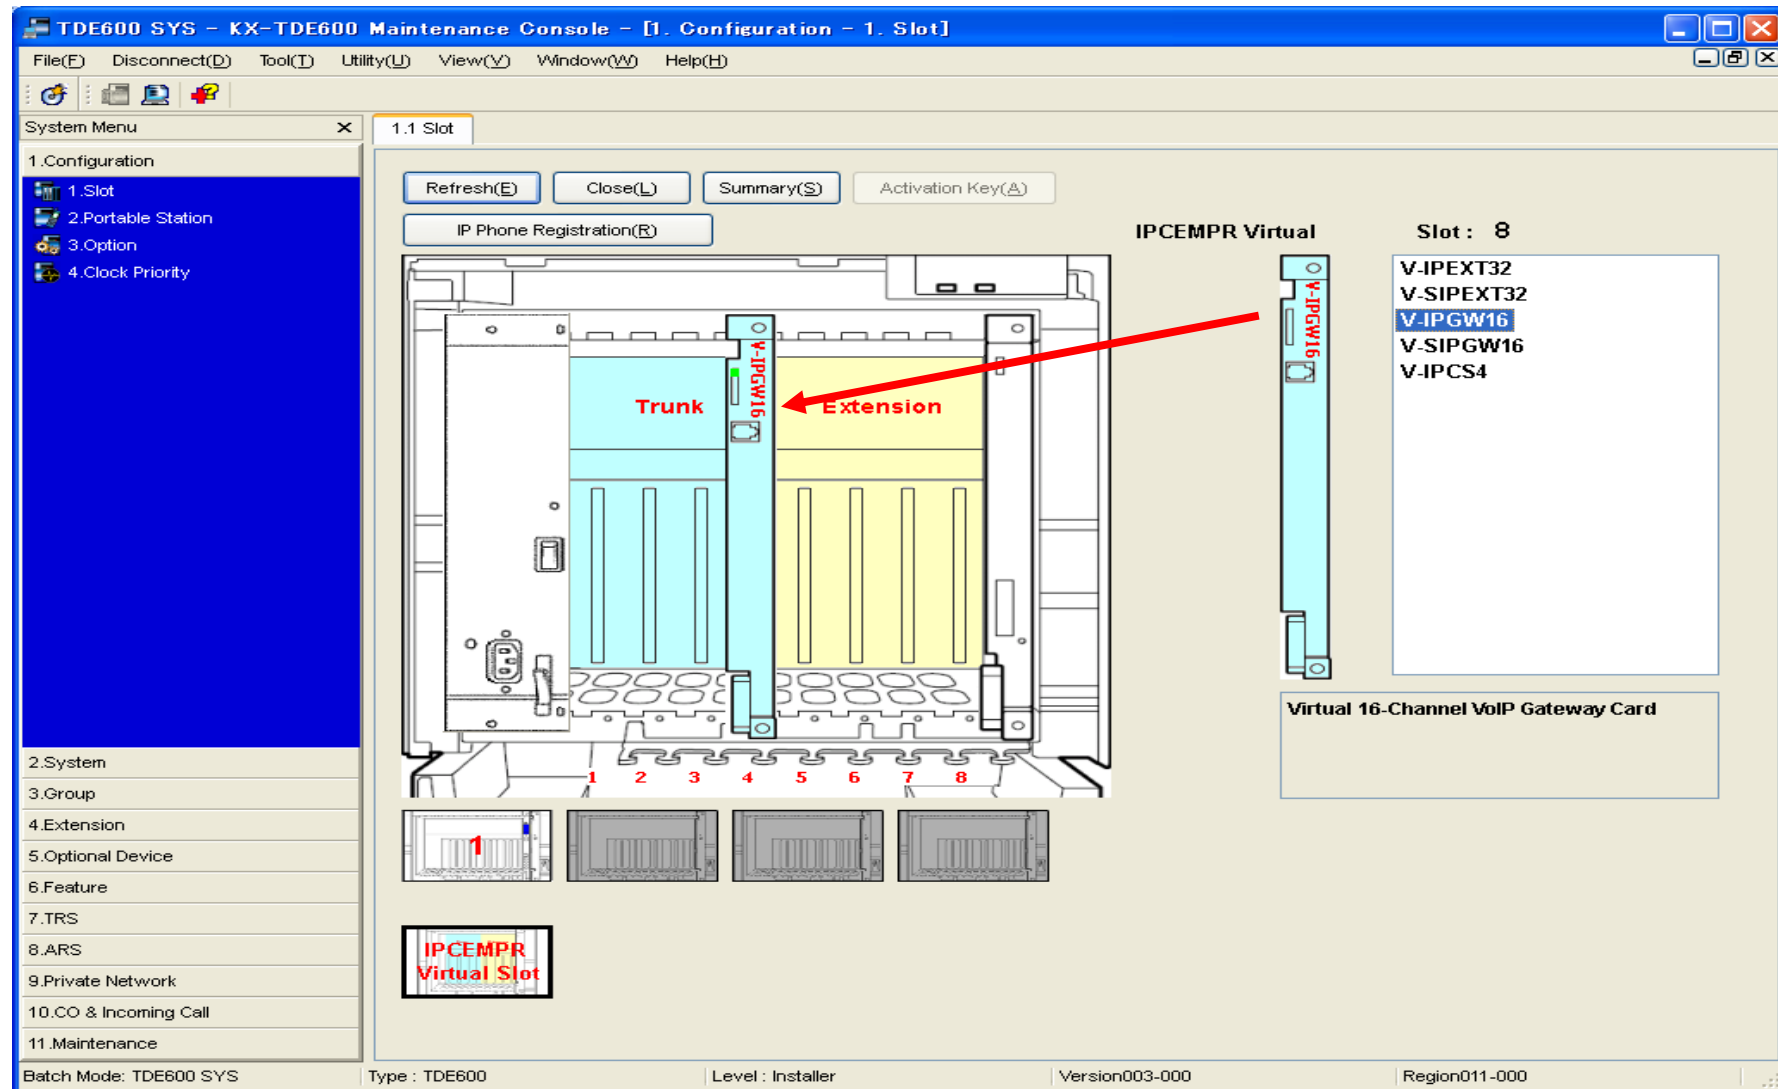 TDE600 SYS - KX-TDE600 Maintenance Console - [1. Configuration - 1. Slot]
File(F) Disconnect(D) Tool(T) Utility(U) View(V) Window(W) Help(H)
System Menu
1.1 Slot
1.Configuration
1.Slot
2.Portable Station
3.Option
4.Clock Priority
2.System
3.Group
4.Extension
5.Optional Device
6.Feature
7.TRS
8.ARS
9.Private Network
10.CO & Incoming Call
11.Maintenance
Refresh(E) Close(L) Summary(S) Activation Key(A)
IP Phone Registration(R)
IPCEMPR Virtual Slot : 8
V-IPEXT32
V-SIPEXT32
V-IPGW16
V-SIPGW16
V-IPCS4
V-IPGW16
V-IPGW16
Trunk Extension
Virtual 16-Channel VoIP Gateway Card
1 2 3 4 5 6 7 8
1
IPCEMPR
Virtual Slot
Batch Mode: TDE600 SYS Type : TDE600 Level : Installer Version003-000 Region011-000